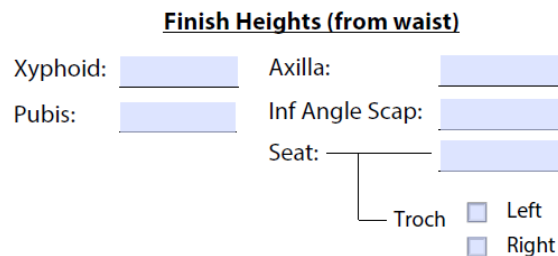 Finish Heights (from waist)
Xyphoid: Axilla:
Pubis: Inf Angle Scap:
Seat:
Troch Left
Right